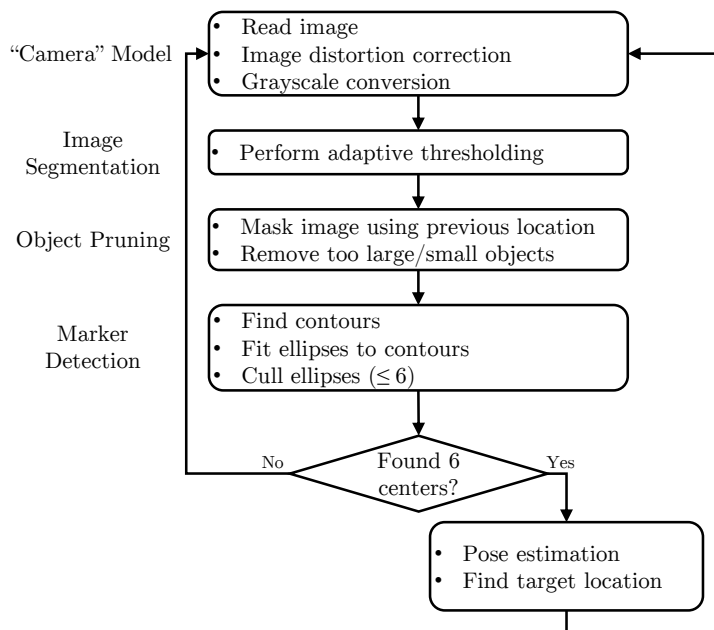 “Camera” Model
• Read image
• Image distortion correction
• Grayscale conversion
Image
Segmentation
• Perform adaptive thresholding
Object Pruning
• Mask image using previous location
• Remove too large/small objects
Marker
Detection
• Find contours
• Fit ellipses to contours
• Cull ellipses (≤ 6)
No
Found 6
centers?
Yes
• Pose estimation
• Find target location